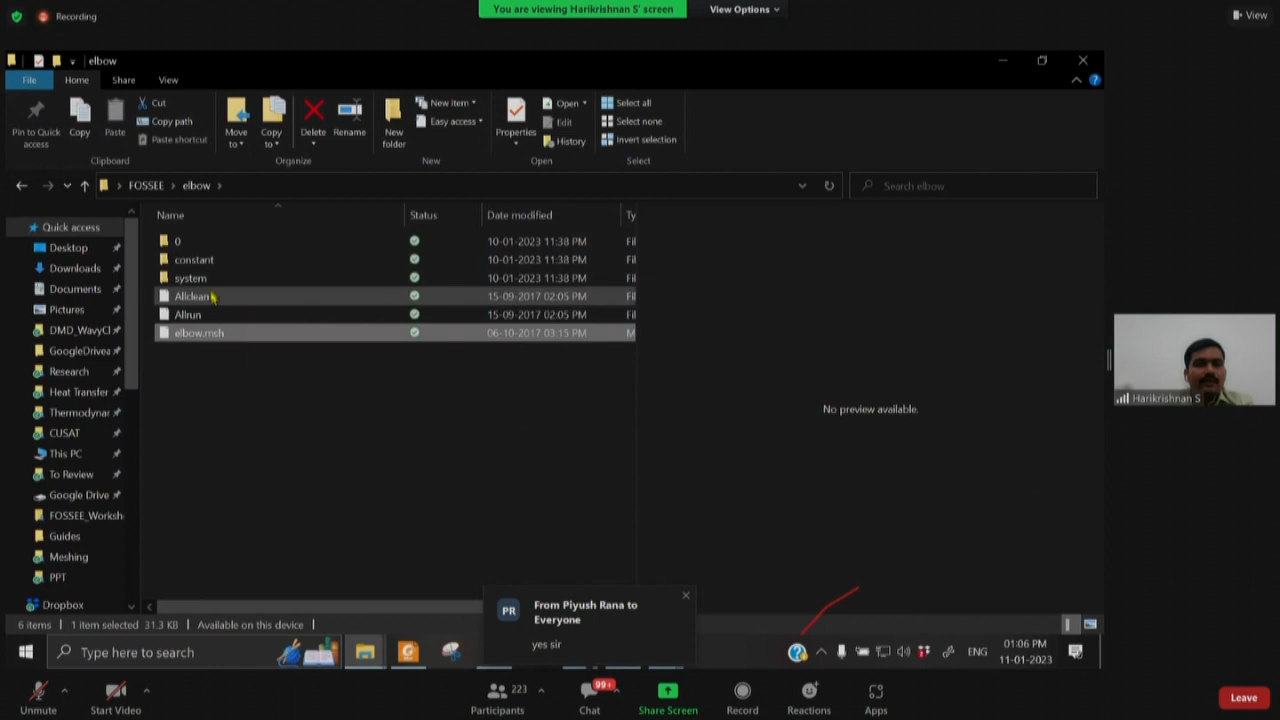 Recording
You are viewing Harikrishnan S' screen
View Options
View
elbow
File
Home
Share
View
Pin to Quick access
Copy
Paste
Cut
Copy path
Paste shortcut
Clipboard
Move to
Copy to
Delete
Rename
Organize
New folder
New item
Easy access
New
Properties
Open
Edit
History
Open
Select all
Select none
Invert selection
Select
FOSSEE > elbow >
Search elbow
Name Status Date modified Ty
0 10-01-2023 11:38 PM Fil
constant 10-01-2023 11:38 PM Fil
system 10-01-2023 11:38 PM Fil
Allclean 15-09-2017 02:05 PM Fil
Allrun 15-09-2017 02:05 PM Fil
elbow.msh 06-10-2017 03:15 PM M
Quick access
Desktop
Downloads
Documents
Pictures
DMD_WavyCl
GoogleDrivea
Research
Heat Transfer
Thermodynar
CUSAT
This PC
To Review
Google Drive
FOSSEE_Worksh
Guides
Meshing
PPT
Dropbox
No preview available.
Harikrishnan S
6 items
1 item selected 31.3 KB
Available on this device
PR
From Piyush Rana to Everyone
yes sir
Type here to search
ENG
01:06 PM
11-01-2023
Unmute
Start Video
223
Participants
99+
Chat
Share Screen
Record
Reactions
Apps
Leave